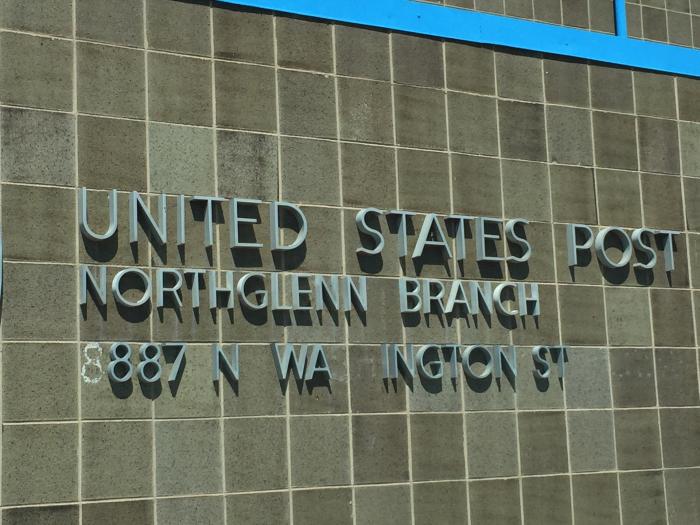 UNITED STATES POST
NORTHGLENN BRANCH
8887 N WA INGTON ST